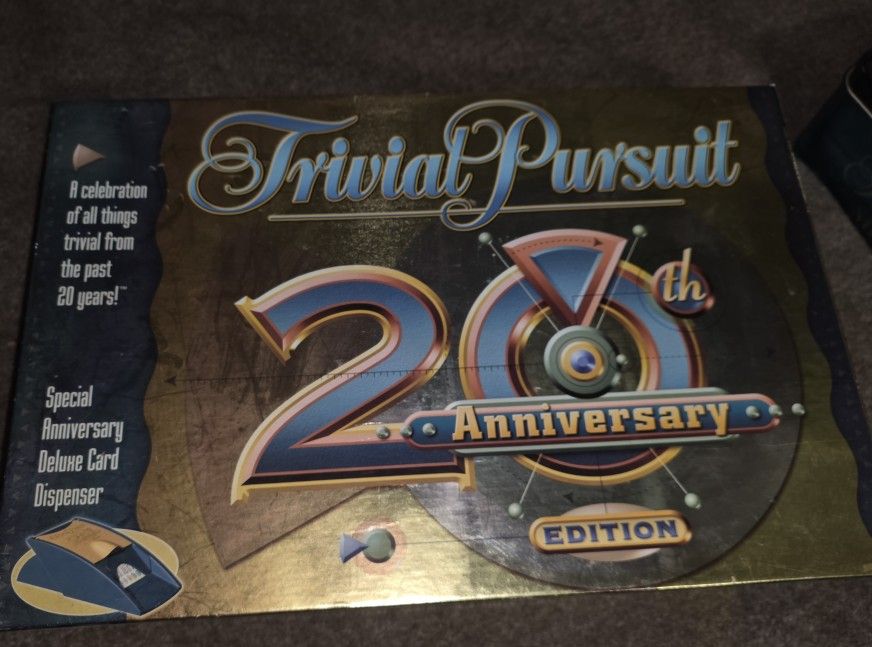 Trivial Pursuit
A celebration
of all things
trivial from
the past
20 years!™
20th
Anniversary
EDITION
Special
Anniversary
Deluxe Card
Dispenser